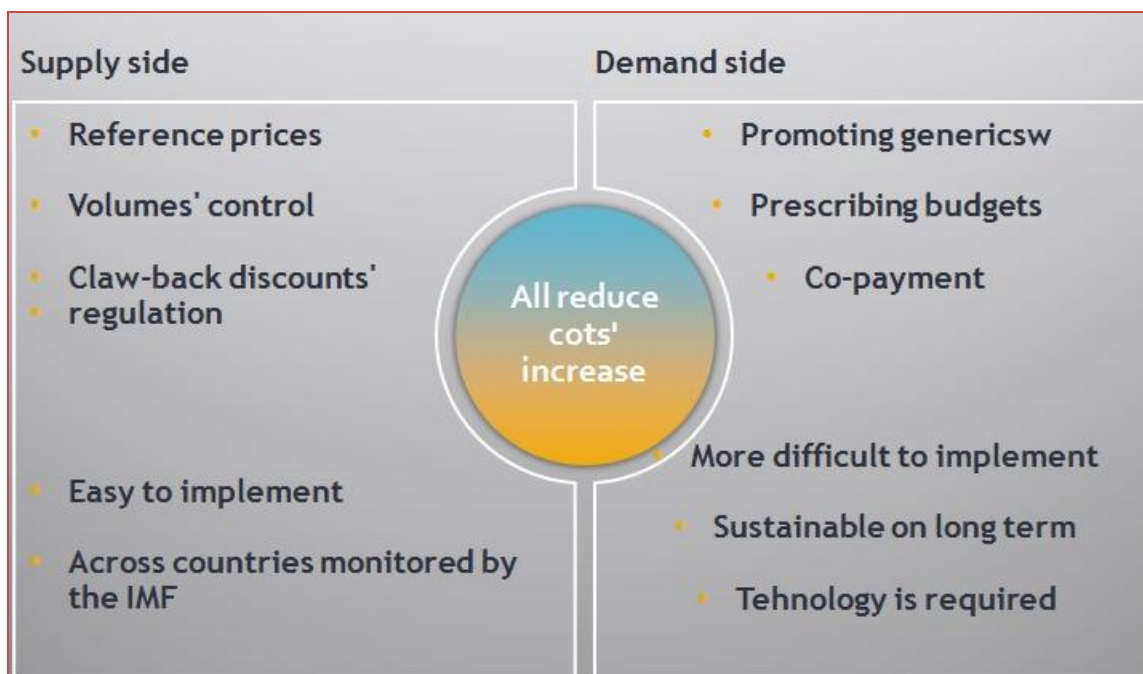 Supply side
Reference prices
Volumes' control
Claw-back discounts'
regulation
Easy to implement
Across countries monitored by
the IMF
All reduce
cots'
increase
Demand side
Promoting genericsw
Prescribing budgets
Co-payment
More difficult to implement
Sustainable on long term
Tehnology is required